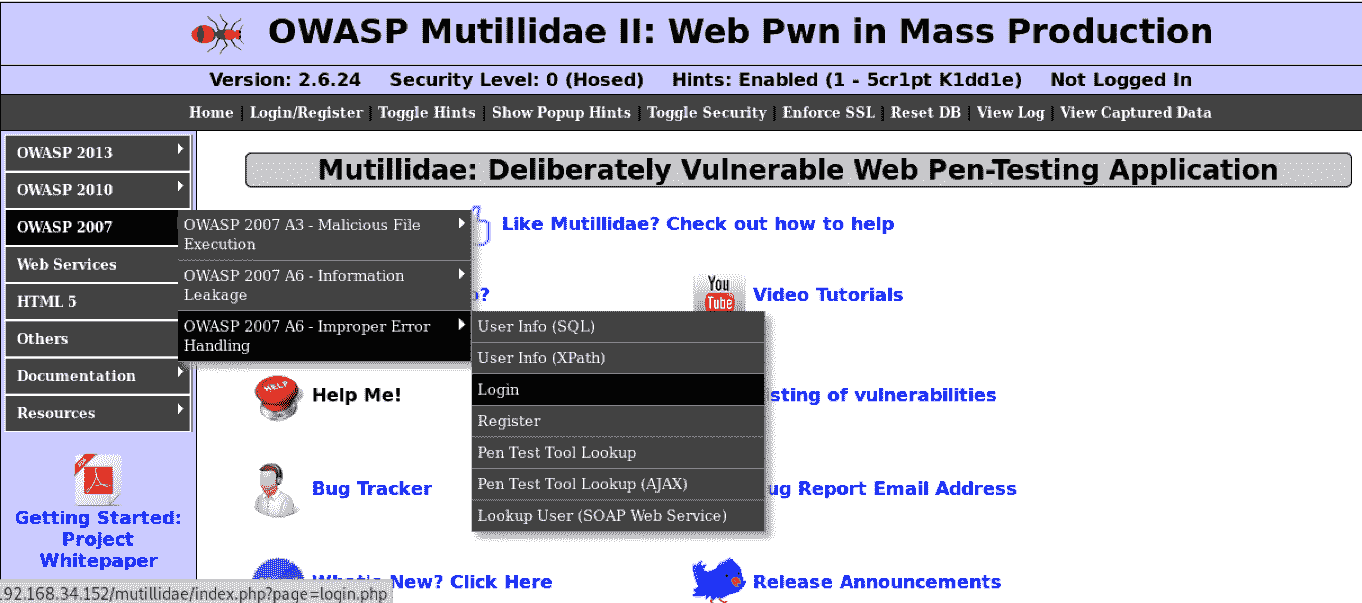 OWASP Mutillidae II: Web Pwn in Mass Production
Version: 2.6.24 Security Level: 0 (Hosed) Hints: Enabled (1 - 5cr1pt K1dd1e) Not Logged In
Home | Login/Register | Toggle Hints | Show Popup Hints | Toggle Security | Enforce SSL | Reset DB | View Log | View Captured Data
OWASP 2013
OWASP 2010
OWASP 2007
Web Services
HTML 5
Others
Documentation
Resources
PDF
Getting Started:
Project
Whitepaper
OWASP 2007 A3 - Malicious File
Execution
OWASP 2007 A6 - Information
Leakage
OWASP 2007 A6 - Improper Error
Handling
User Info (SQL)
User Info (XPath)
Login
Register
Pen Test Tool Lookup
Pen Test Tool Lookup (AJAX)
Lookup User (SOAP Web Service)
Mutillidae: Deliberately Vulnerable Web Pen-Testing Application
Like Mutillidae? Check out how to help
?
You
Tube
Video Tutorials
HELP
Help Me!
sting of vulnerabilities
Bug Tracker
ug Report Email Address
What's New? Click Here
Release Announcements
92.168.34.152/mutillidae/index.php?page=login.php